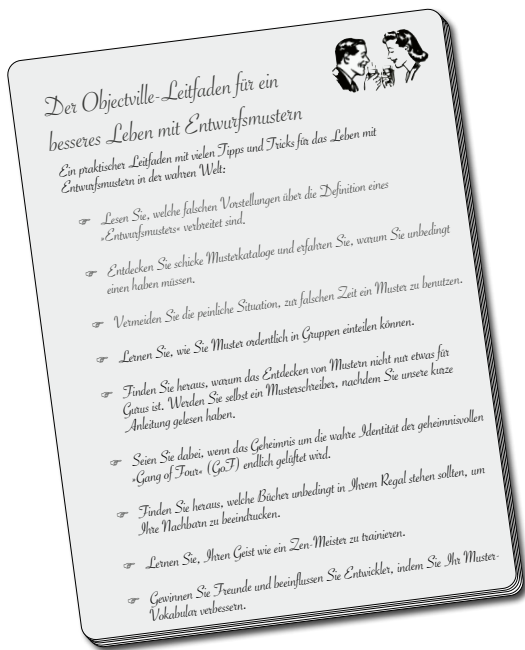 Der Objectville-Leitfaden für ein
besseres Leben mit Entwurfsmustern
Ein praktischer Leitfaden mit vielen Tipps und Tricks für das Leben mit
Entwurfsmustern in der wahren Welt:
☞ Lesen Sie, welche falschen Vorstellungen über die Definition eines
»Entwurfsmusters« verbreitet sind.
☞ Entdecken Sie schicke Musterkataloge und erfahren Sie, warum Sie unbedingt
einen haben müssen.
☞ Vermeiden Sie die peinliche Situation, zur falschen Zeit ein Muster zu benutzen.
☞ Lernen Sie, wie Sie Muster ordentlich in Gruppen einteilen können.
☞ Finden Sie heraus, warum das Entdecken von Mustern nicht nur etwas für
Gurus ist. Werden Sie selbst ein Musterschreiber, nachdem Sie unsere kurze
Anleitung gelesen haben.
☞ Seien Sie dabei, wenn das Geheimnis um die wahre Identität der geheimnisvollen
»Gang of Four« (GoF) endlich gelüftet wird.
☞ Finden Sie heraus, welche Bücher unbedingt in Ihrem Regal stehen sollten, um
Ihre Nachbarn zu beeindrucken.
☞ Lernen Sie, Ihren Geist wie ein Zen-Meister zu trainieren.
☞ Gewinnen Sie Freunde und beeinflussen Sie Entwickler, indem Sie Ihr Muster-
Vokabular verbessern.